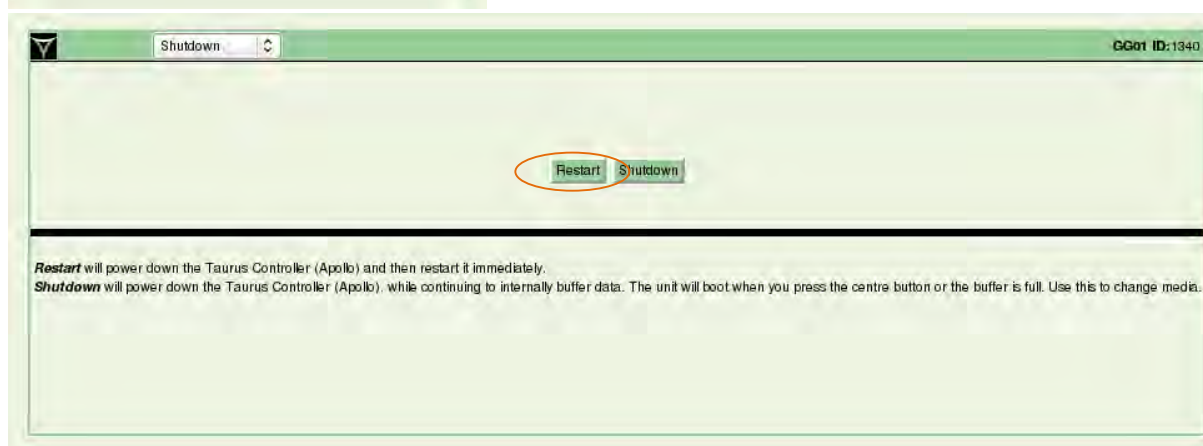 Shutdown
GG01 ID:1340
Restart Shutdown
Restart will power down the Taurus Controller (Apollo) and then restart it immediately.
Shutdown will power down the Taurus Controller (Apollo). while continuing to internally buffer data. The unit will boot when you press the centre button or the buffer is full. Use this to change media.